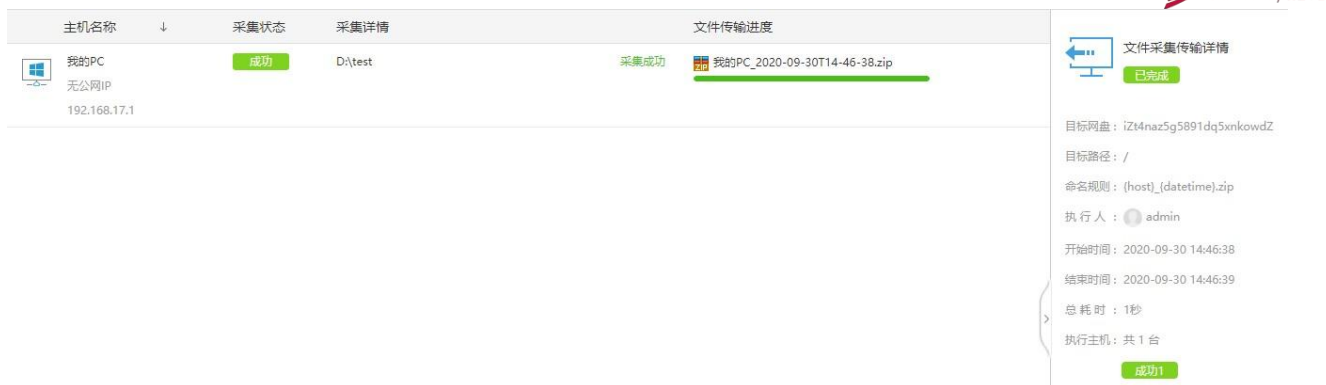 主机名称 ↓ 采集状态 采集详情 文件传输进度
我的PC 成功 D:\test 采集成功 ZIP 我的PC_2020-09-30T14-46-38.zip
无公网IP
192.168.17.1
文件采集传输详情
已完成
目标网盘: iZt4naz5g5891dq5xnkowdZ
目标路径: /
命名规则: {host}_{datetime}.zip
执 行 人 : admin
开始时间: 2020-09-30 14:46:38
结束时间: 2020-09-30 14:46:39
总 耗 时 : 1秒
执行主机: 共 1 台
成功1